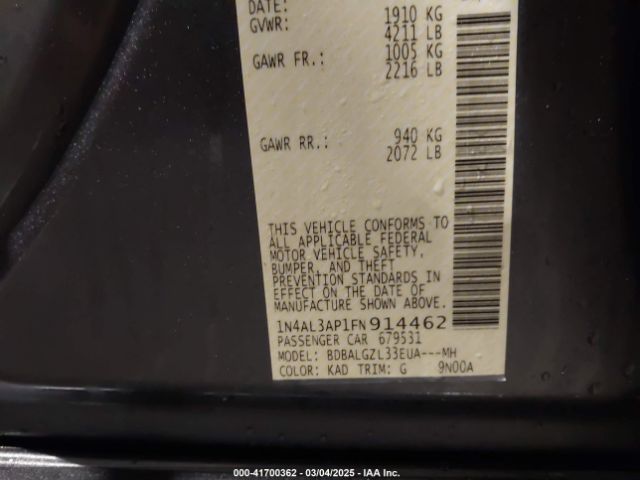 DATE:
GVWR: 1910 KG
4211 LB
GAWR FR.: 1005 KG
2216 LB
GAWR RR.: 940 KG
2072 LB
THIS VEHICLE CONFORMS TO
ALL APPLICABLE FEDERAL
MOTOR VEHICLE SAFETY,
BUMPER, AND THEFT
PREVENTION STANDARDS IN
EFFECT ON THE DATE OF
MANUFACTURE SHOWN ABOVE.
1N4AL3AP1FN914462
PASSENGER CAR 679531
MODEL: BDBALGZL33EUA---MH
COLOR: KAD TRIM: G 9N00A
000-41700362 - 03/04/2025 - IAA Inc.